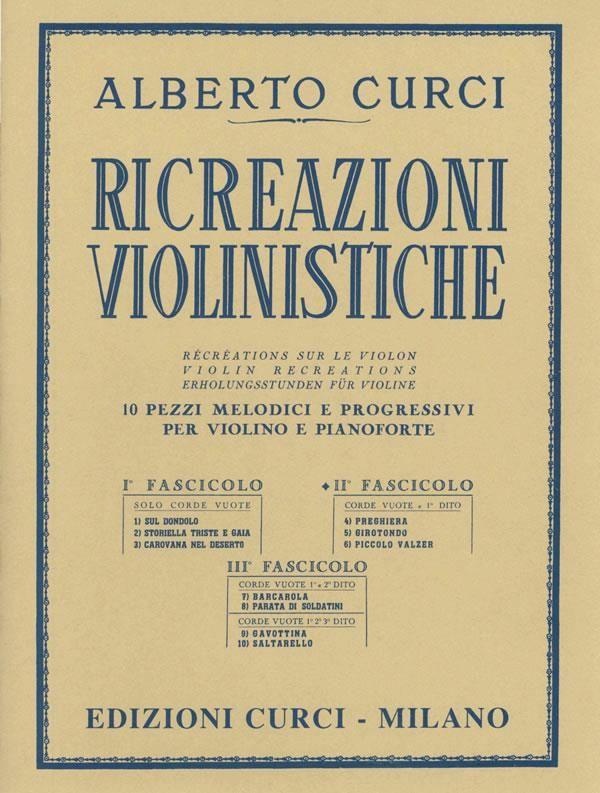 ALBERTO CURCI
RICREAZIONI
VIOLINISTICHE
RÉCRÉATIONS SUR LE VIOLON
VIOLIN RECREATIONS
ERHOLUNGSSTUNDEN FÜR VIOLINE
10 PEZZI MELODICI E PROGRESSIVI
PER VIOLINO E PIANOFORTE
I° FASCICOLO
SOLO CORDE VUOTE
1) SUL DONDOLO
2) STORIELLA TRISTE E GAIA
3) CAROVANA NEL DESERTO
♦ II° FASCICOLO
CORDE VUOTE e 1° DITO
4) PREGHIERA
5) GIROTONDO
6) PICCOLO VALZER
III° FASCICOLO
CORDE VUOTE 1° e 2° DITO
7) BARCAROLA
8) PARATA DI SOLDATINI
CORDE VUOTE 1° 2° 3° DITO
9) GAVOTTINA
10) SALTARELLO
EDIZIONI CURCI - MILANO